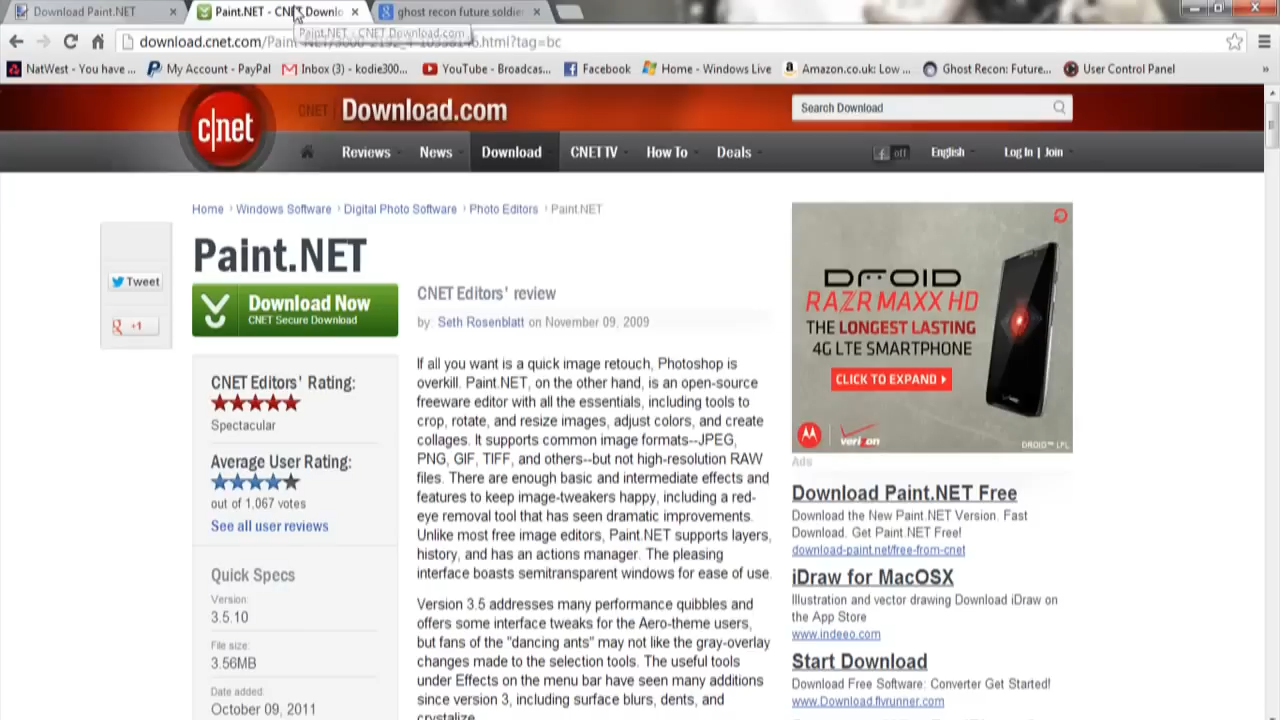 Download Paint.NET
Paint.NET - CNET Downlo
ghost recon future soldie
Paint.NET - CNET Download.com
download.cnet.com/Pain
html?tag=bc
NatWest - You have ...
My Account - PayPal
Inbox (3) - kodie300...
YouTube - Broadcas...
Facebook
Home - Windows Live
Amazon.co.uk: Low ...
Ghost Recon: Future...
User Control Panel
»
c|net
CNET
Download.com
Search Download
Reviews
News
Download
CNET TV
How To
Deals
f off
English
Log In | Join
Home › Windows Software › Digital Photo Software › Photo Editors › Paint.NET
Tweet
+1
Paint.NET
Download Now
CNET Secure Download
CNET Editors' Rating:
Spectacular
Average User Rating:
out of 1,067 votes
See all user reviews
Quick Specs
Version:
3.5.10
File size:
3.56MB
Date added:
October 09, 2011
CNET Editors' review
by: Seth Rosenblatt on November 09, 2009
If all you want is a quick image retouch, Photoshop is
overkill. Paint.NET, on the other hand, is an open-source
freeware editor with all the essentials, including tools to
crop, rotate, and resize images, adjust colors, and create
collages. It supports common image formats--JPEG,
PNG, GIF, TIFF, and others--but not high-resolution RAW
files. There are enough basic and intermediate effects and
features to keep image-tweakers happy, including a red-
eye removal tool that has seen dramatic improvements.
Unlike most free image editors, Paint.NET supports layers,
history, and has an actions manager. The pleasing
interface boasts semitransparent windows for ease of use.
Version 3.5 addresses many performance quibbles and
offers some interface tweaks for the Aero-theme users,
but fans of the "dancing ants" may not like the gray-overlay
changes made to the selection tools. The useful tools
under Effects on the menu bar have seen many additions
since version 3, including surface blurs, dents, and
crystalize.
DROID
RAZR MAXX HD
THE LONGEST LASTING
4G LTE SMARTPHONE
CLICK TO EXPAND
verizon
DROID™ LFL
Ads
Download Paint.NET Free
Download the New Paint.NET Version. Fast
Download. Get Paint.NET Free!
download-paint.net/free-from-cnet
iDraw for MacOSX
Illustration and vector drawing Download iDraw on
the App Store
www.indeeo.com
Start Download
Download Free Software: Converter Get Started!
www.Download.flvrunner.com